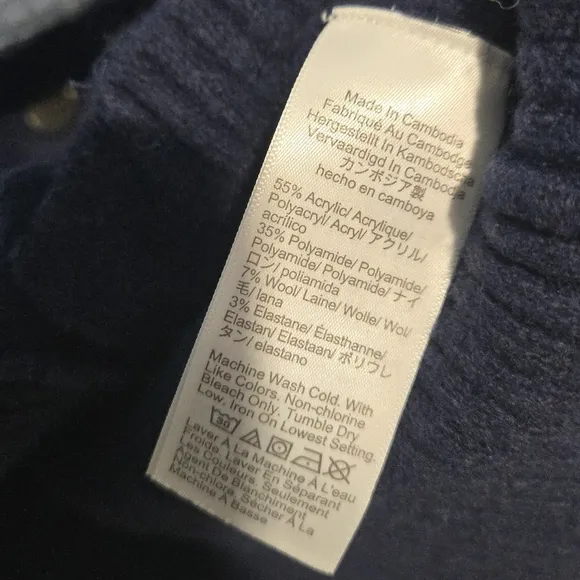 Made In Cambodia
Fabriqué Au Cambodge
Hergestellt In Kambodscha
Vervaardigd In Cambodja
カンボジア製
hecho en camboya
55% Acrylic/ Acrylique/
Polyacryl/ Acryl/ アクリル/
acrílico
35% Polyamide/ Polyamide/
Polyamide/ Polyamide/ ナイ
ロン/ poliamida
7% Wool/ Laine/ Wolle/ Wol/
毛/ lana
3% Elastane/ Élasthanne/
Elastan/ Elastaan/ ポリウレ
タン/ elastano
Machine Wash Cold. With
Like Colors. Non-chlorine
Bleach Only. Tumble Dry
Low. Iron On Lowest Setting.
30
Laver À La Machine À L'eau
Froide. Laver En Séparant
Les Couleurs. Seulement
Agent De Blanchiment
Non-chlore. Sécher À La
Machine À Basse